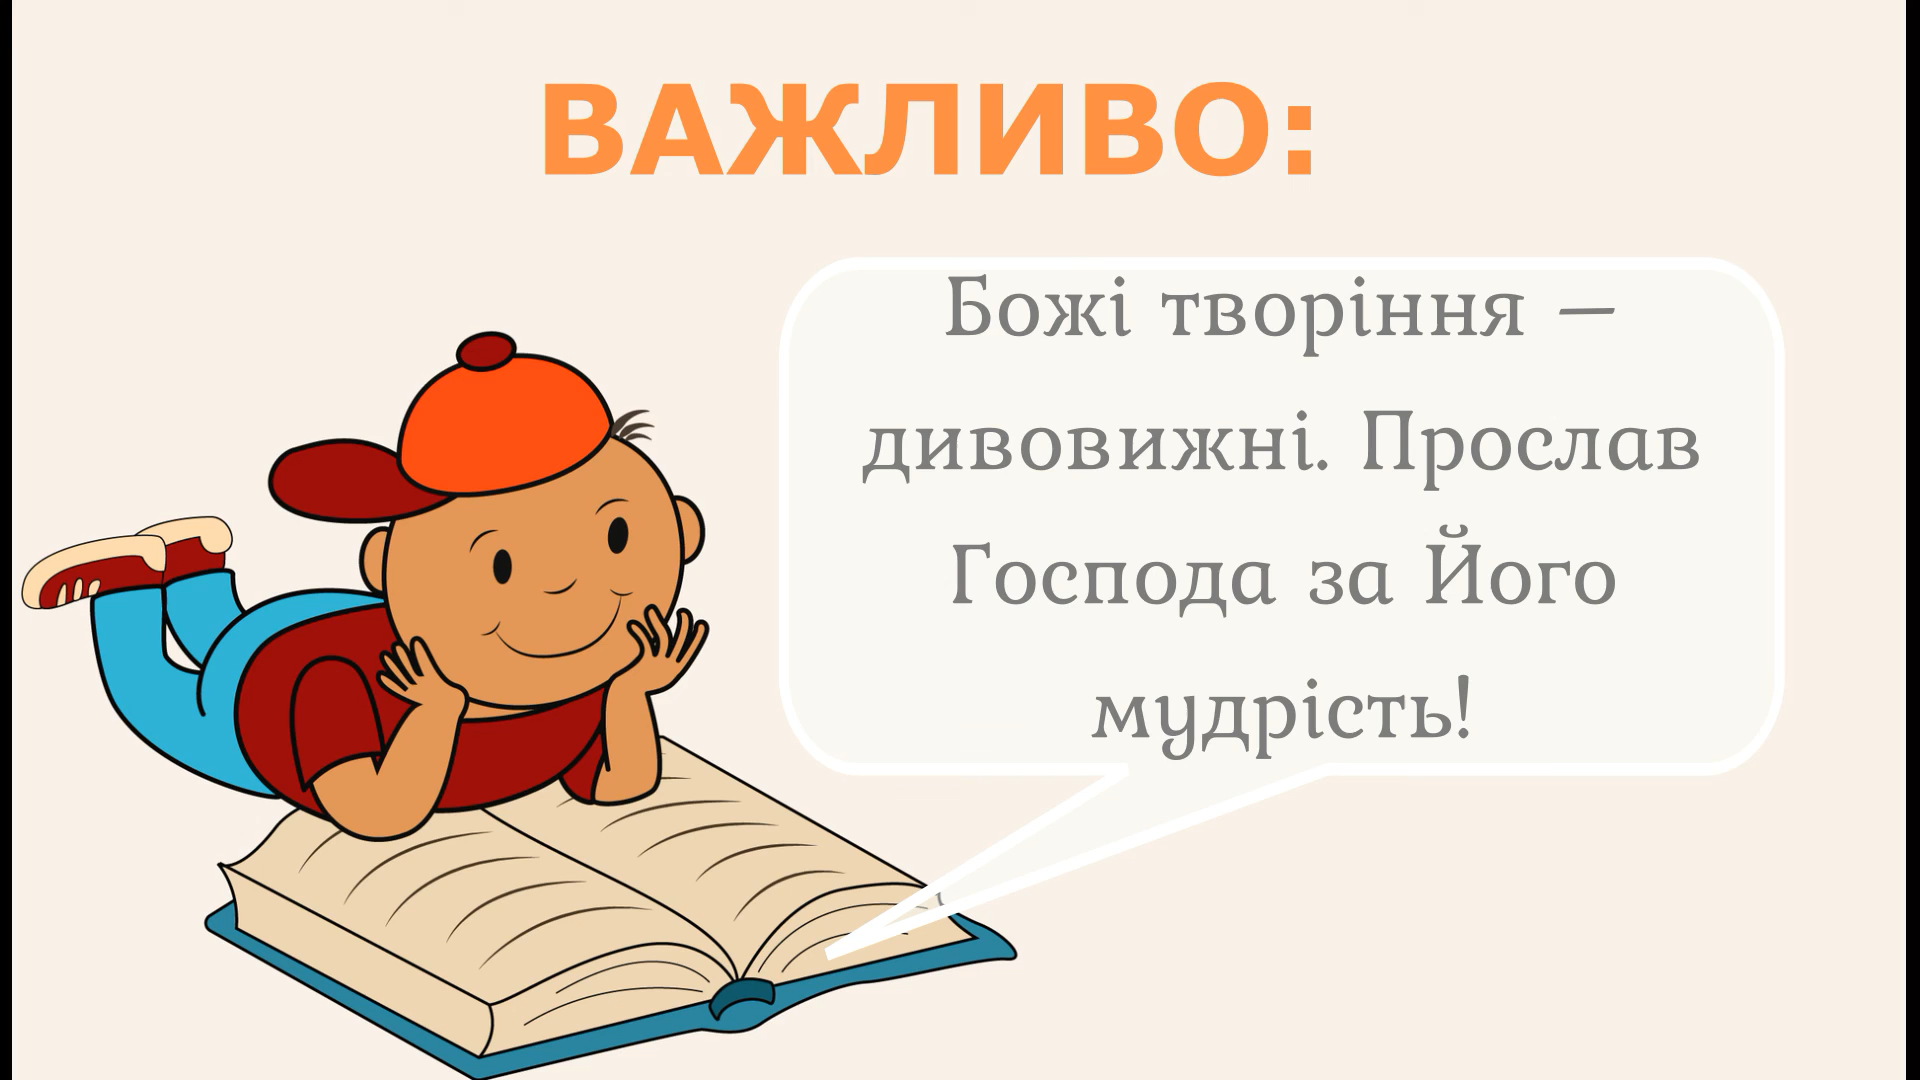 ВАЖЛИВО:
Божі творіння –
дивовижні. Прослав
Господа за Його
мудрість!